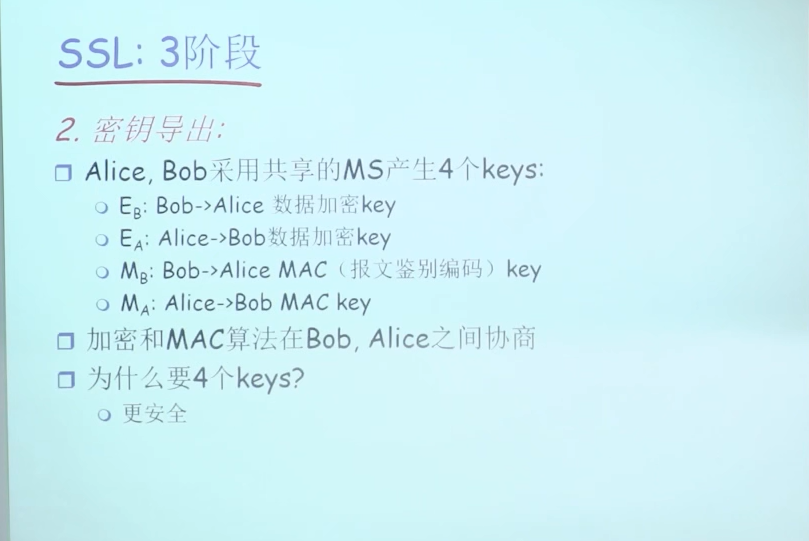 SSL: 3阶段
2. 密钥导出:
Alice, Bob采用共享的MS产生4个keys:
E_B: Bob->Alice 数据加密key
E_A: Alice->Bob数据加密key
M_B: Bob->Alice MAC（报文鉴别编码）key
M_A: Alice->Bob MAC key
加密和MAC算法在Bob, Alice之间协商
为什么要4个keys?
更安全